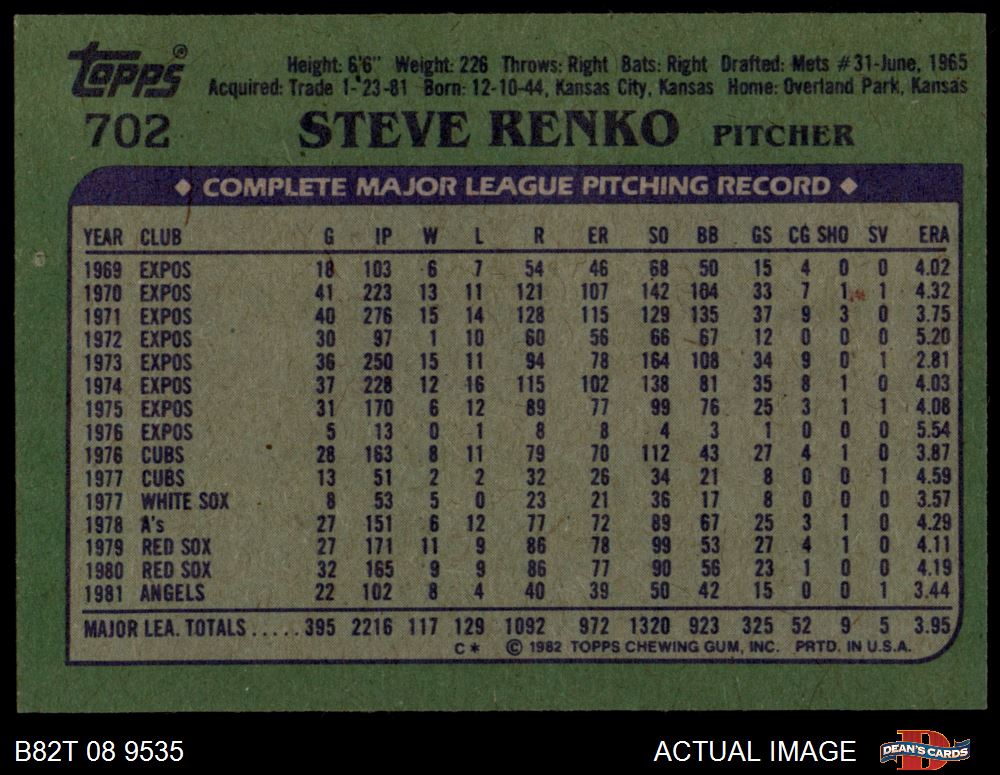 topps®
Height: 6'6" Weight: 226 Throws: Right Bats: Right Drafted: Mets #31-June, 1965
Acquired: Trade 1-23-81 Born: 12-10-44, Kansas City, Kansas Home: Overland Park, Kansas
702 STEVE RENKO PITCHER
◆ COMPLETE MAJOR LEAGUE PITCHING RECORD ◆
YEAR CLUB G IP W L R ER SO BB GS CG SHO SV ERA
1969 EXPOS 18 103 6 7 54 46 68 50 15 4 0 0 4.02
1970 EXPOS 41 223 13 11 121 107 142 104 33 7 1 1 4.32
1971 EXPOS 40 276 15 14 128 115 129 135 37 9 3 0 3.75
1972 EXPOS 30 97 1 10 60 56 66 67 12 0 0 0 5.20
1973 EXPOS 36 250 15 11 94 78 164 108 34 9 0 1 2.81
1974 EXPOS 37 228 12 16 115 102 138 81 35 8 1 0 4.03
1975 EXPOS 31 170 6 12 89 77 99 76 25 3 1 1 4.08
1976 EXPOS 5 13 0 1 8 8 4 3 1 0 0 0 5.54
1976 CUBS 28 163 8 11 79 70 112 43 27 4 1 0 3.87
1977 CUBS 13 51 2 2 32 26 34 21 8 0 0 1 4.59
1977 WHITE SOX 8 53 5 0 23 21 36 17 8 0 0 0 3.57
1978 A's 27 151 6 12 77 72 89 67 25 3 1 0 4.29
1979 RED SOX 27 171 11 9 86 78 99 53 27 4 1 0 4.11
1980 RED SOX 32 165 9 9 86 77 90 56 23 1 0 0 4.19
1981 ANGELS 22 102 8 4 40 39 50 42 15 0 0 1 3.44
MAJOR LEA. TOTALS.....395 2216 117 129 1092 972 1320 923 325 52 9 5 3.95
C* © 1982 TOPPS CHEWING GUM, INC. PRTD. IN U.S.A.
B82T 08 9535 ACTUAL IMAGE DEAN'S CARDS